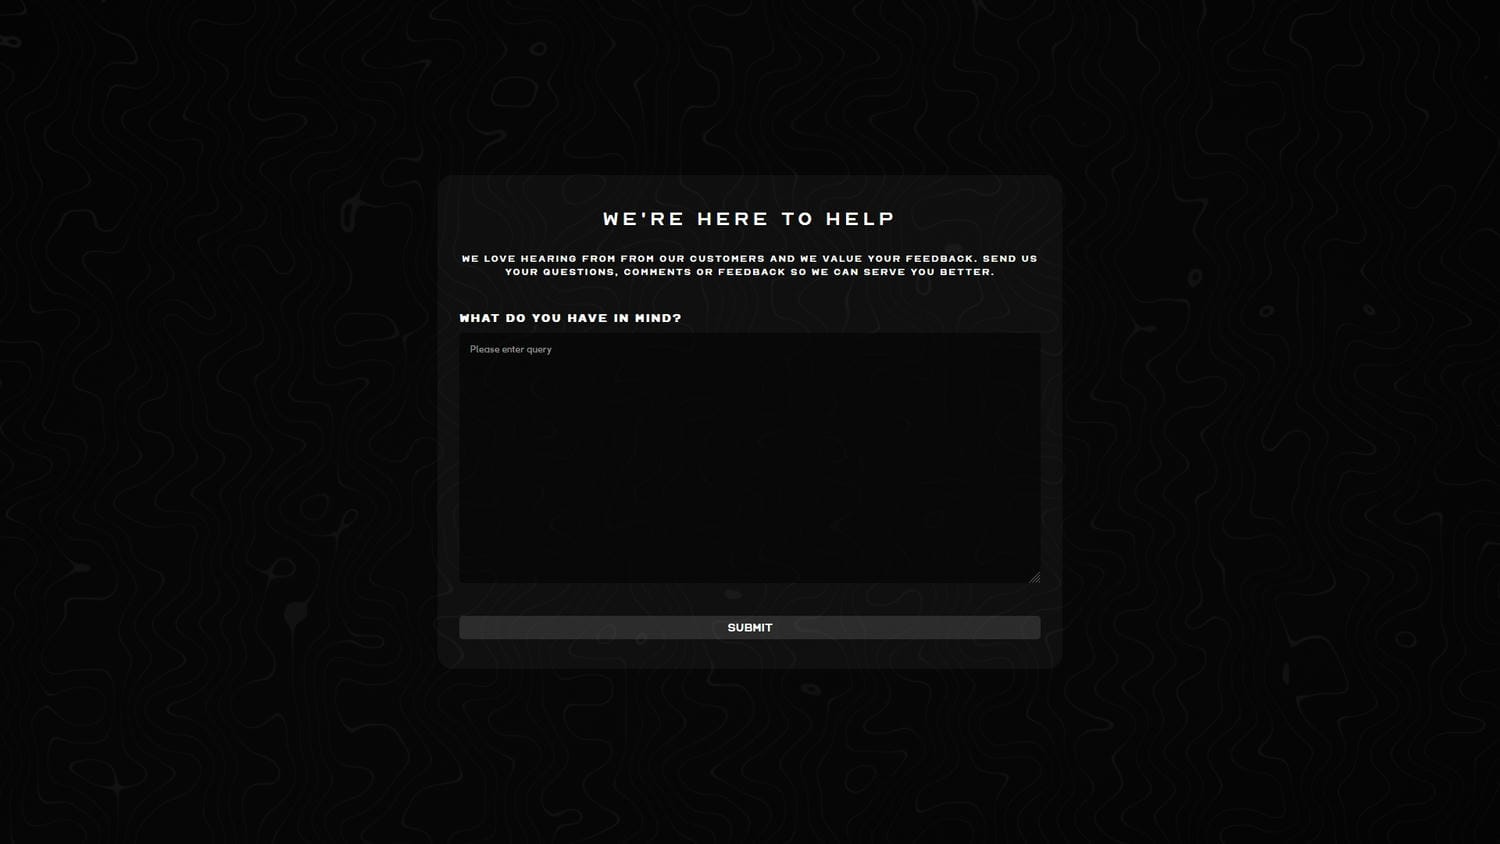 WE'RE HERE TO HELP
WE LOVE HEARING FROM FROM OUR CUSTOMERS AND WE VALUE YOUR FEEDBACK. SEND US
YOUR QUESTIONS, COMMENTS OR FEEDBACK SO WE CAN SERVE YOU BETTER.
WHAT DO YOU HAVE IN MIND?
Please enter query
SUBMIT